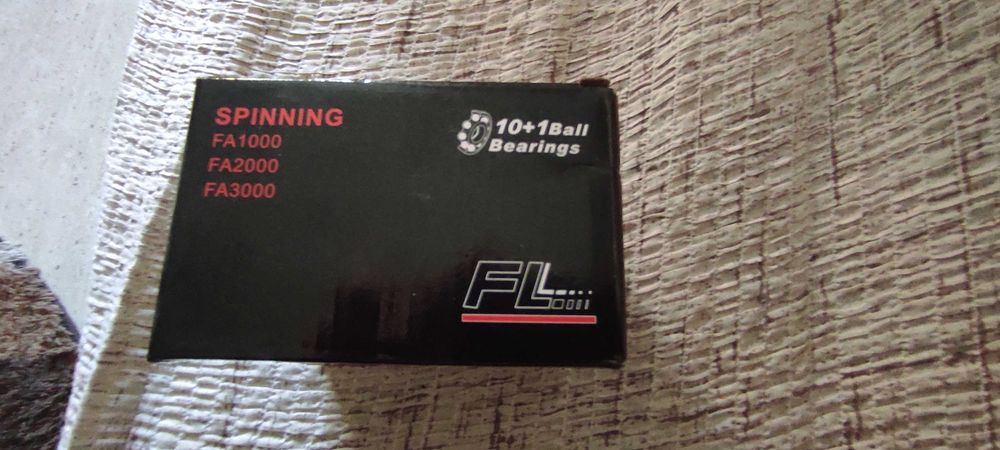 SPINNING
FA1000
FA2000
FA3000
10+1Ball
Bearings
FL